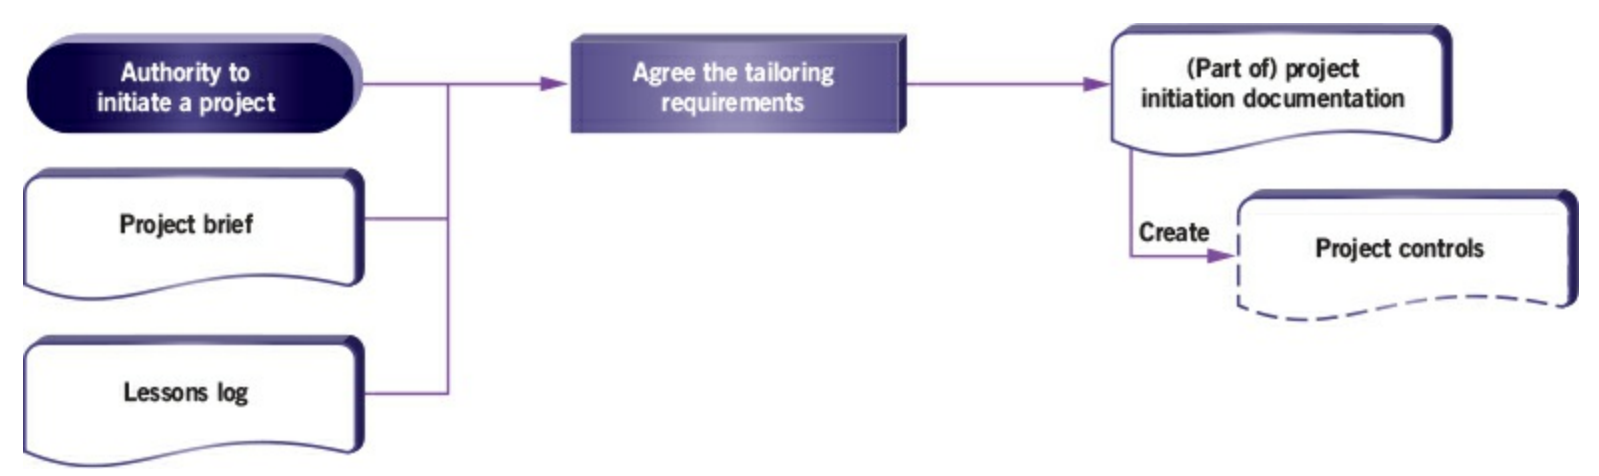 Authority to
initiate a project
Agree the tailoring
requirements
(Part of) project
initiation documentation
Project brief
Create
Project controls
Lessons log